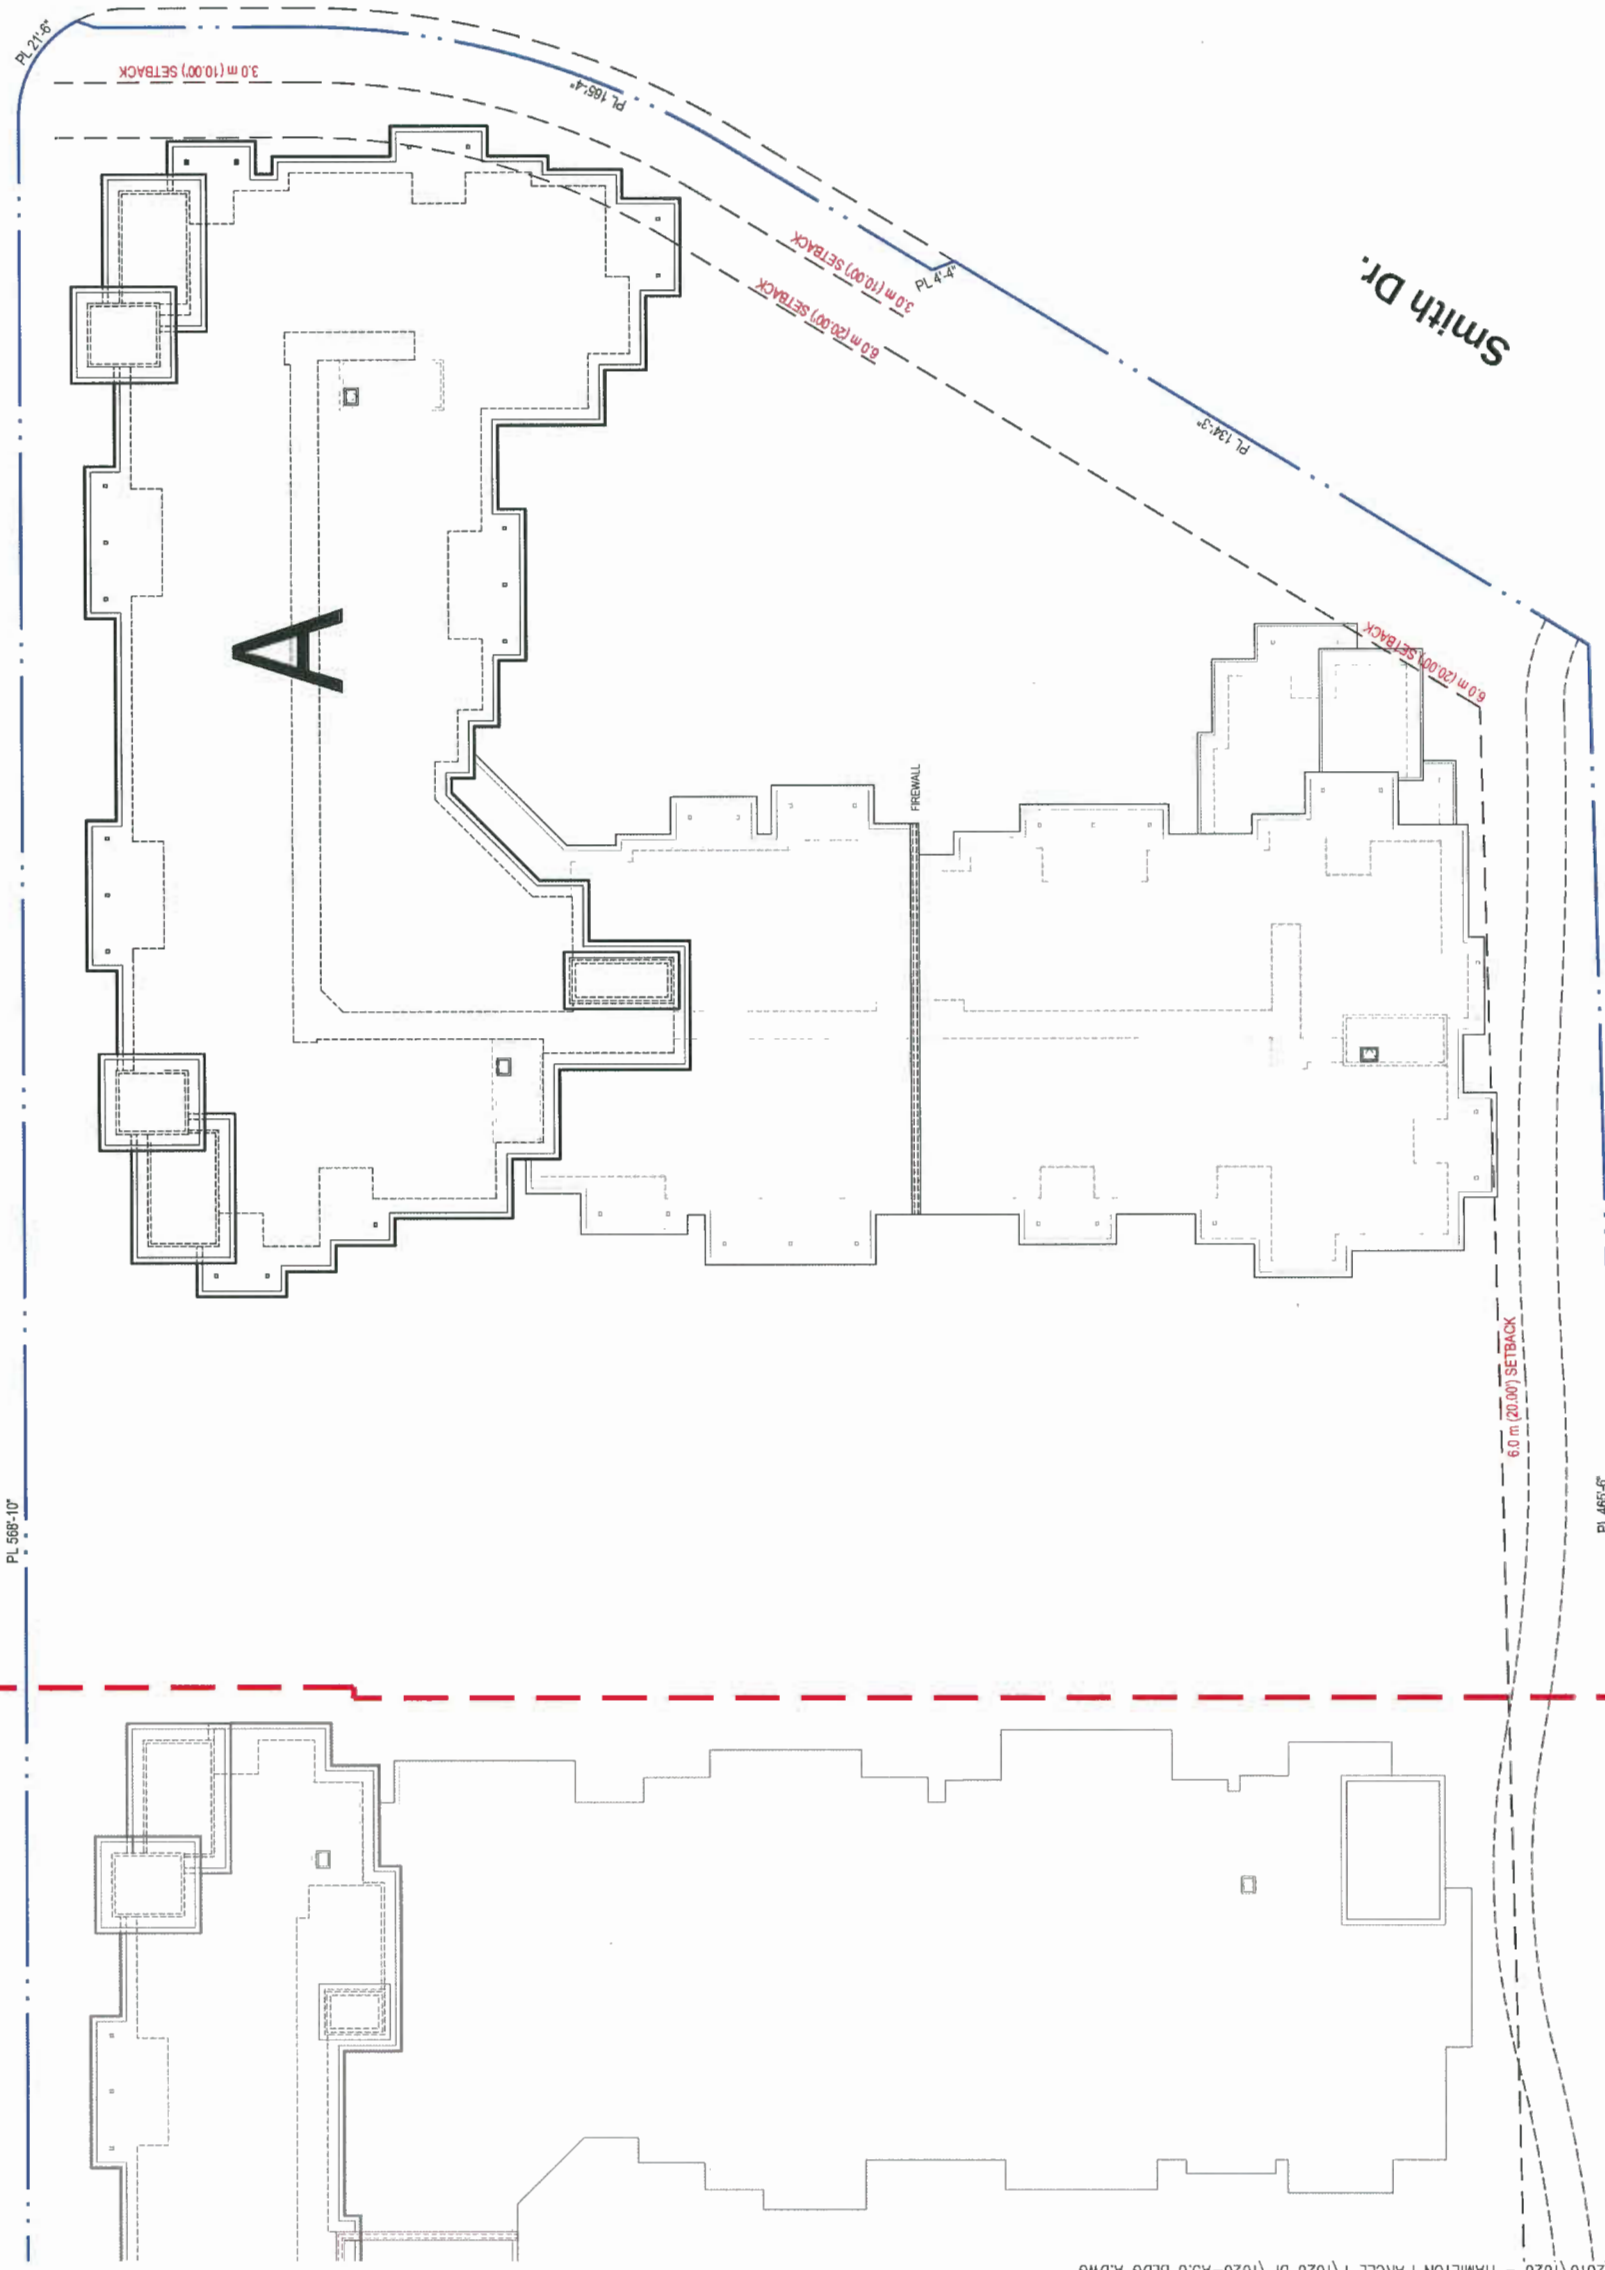 PL 21'-6"
3.0 m (10.00') SETBACK
PL 165'-4"
3.0 m (10.00') SETBACK
6.0 m (20.00') SETBACK
PL 4'-4"
Smith Dr.
PL 134'-3"
A
6.0 m (20.00') SETBACK
FIREWALL
6.0 m (20.00') SETBACK
PL 568'-10"
PL 465'-6"